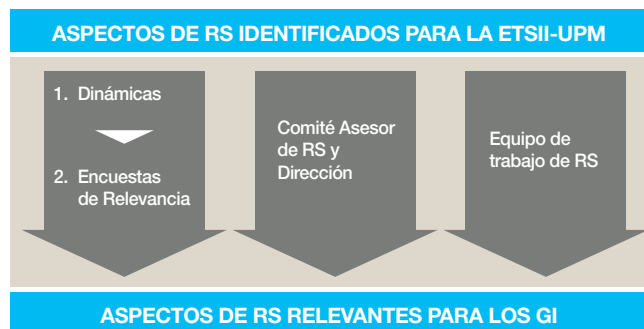 ASPECTOS DE RS IDENTIFICADOS PARA LA ETSII-UPM
1. Dinámicas
2. Encuestas
de Relevancia
Comité Asesor
de RS y
Dirección
Equipo de
trabajo de RS
ASPECTOS DE RS RELEVANTES PARA LOS GI